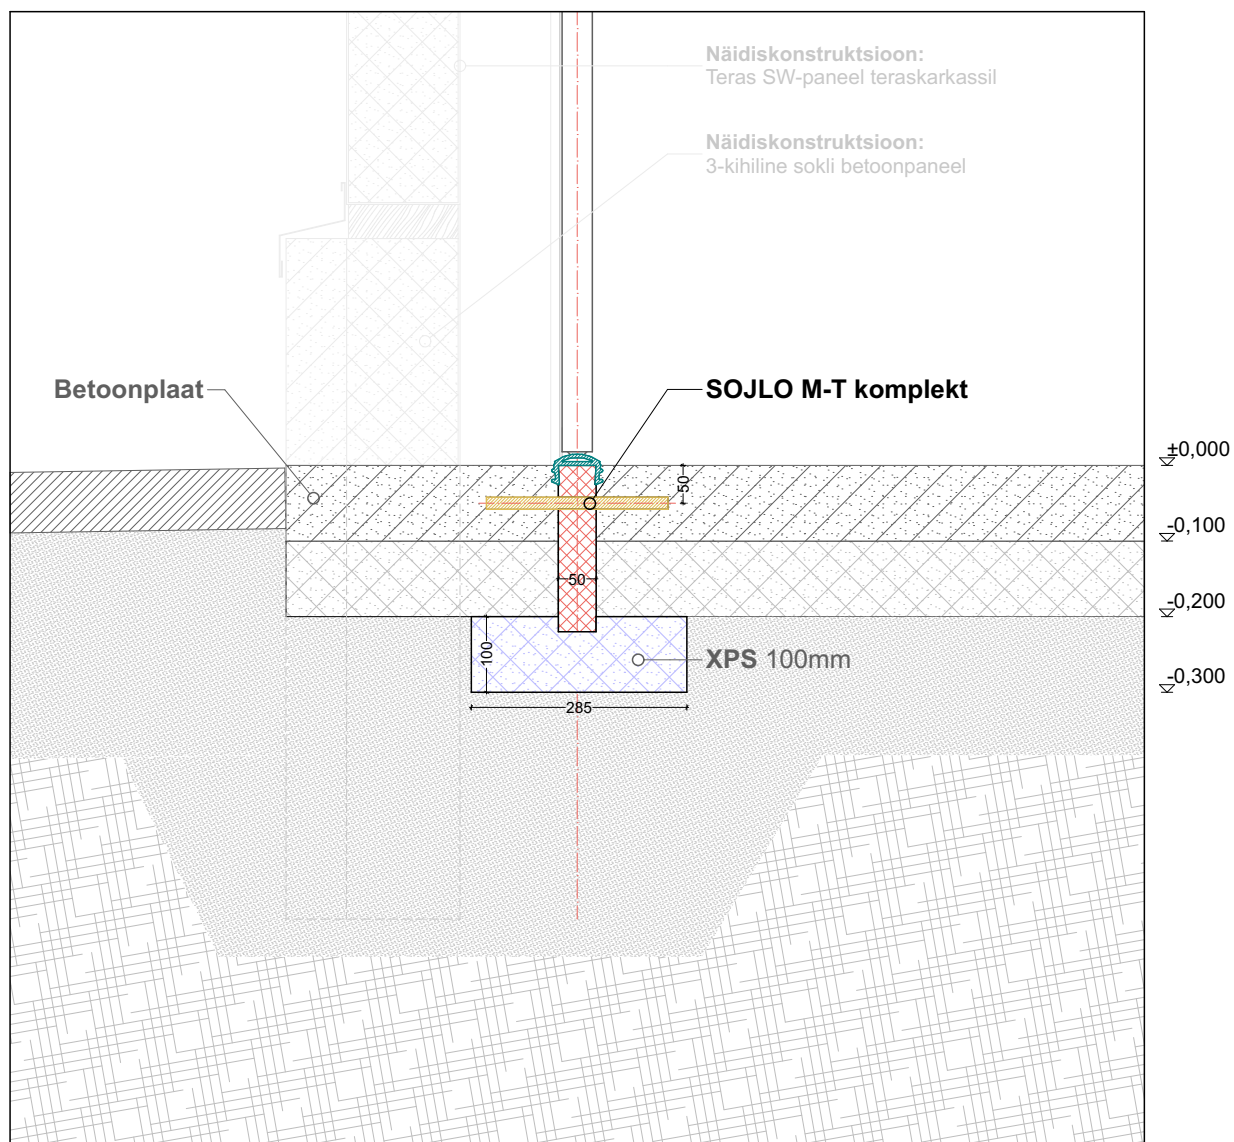 Näidiskonstruktsioon:
Teras SW-paneel teraskarkassil
Näidiskonstruktsioon:
3-kihiline sokli betoonpaneel
Betoonplaat
SOJLO M-T komplekt
±0,000
50
-0,100
50
-0,200
100
XPS 100mm
-0,300
285